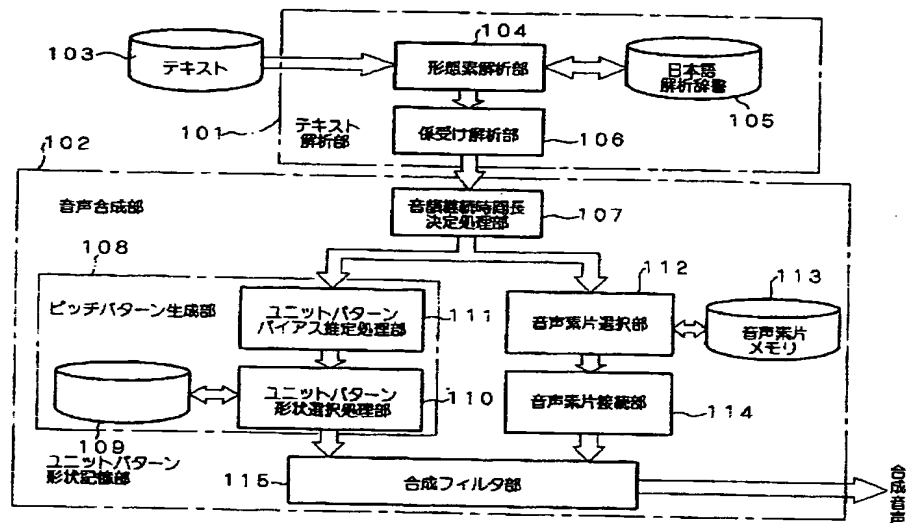 103
テキスト
104
形態素解析部
日本語
解析辞書
105
101
テキスト
解析部
係受け解析部
106
102
音声合成部
音韻継続時間長
決定処理部
107
108
ピッチパターン生成部
ユニットパターン
バイアス推定処理部
111
112
音声素片選択部
113
音声素片
メモリ
ユニットパターン
形状選択処理部
110
音声素片接続部
114
109
ユニットパターン
形状記憶部
115
合成フィルタ部
合成音声